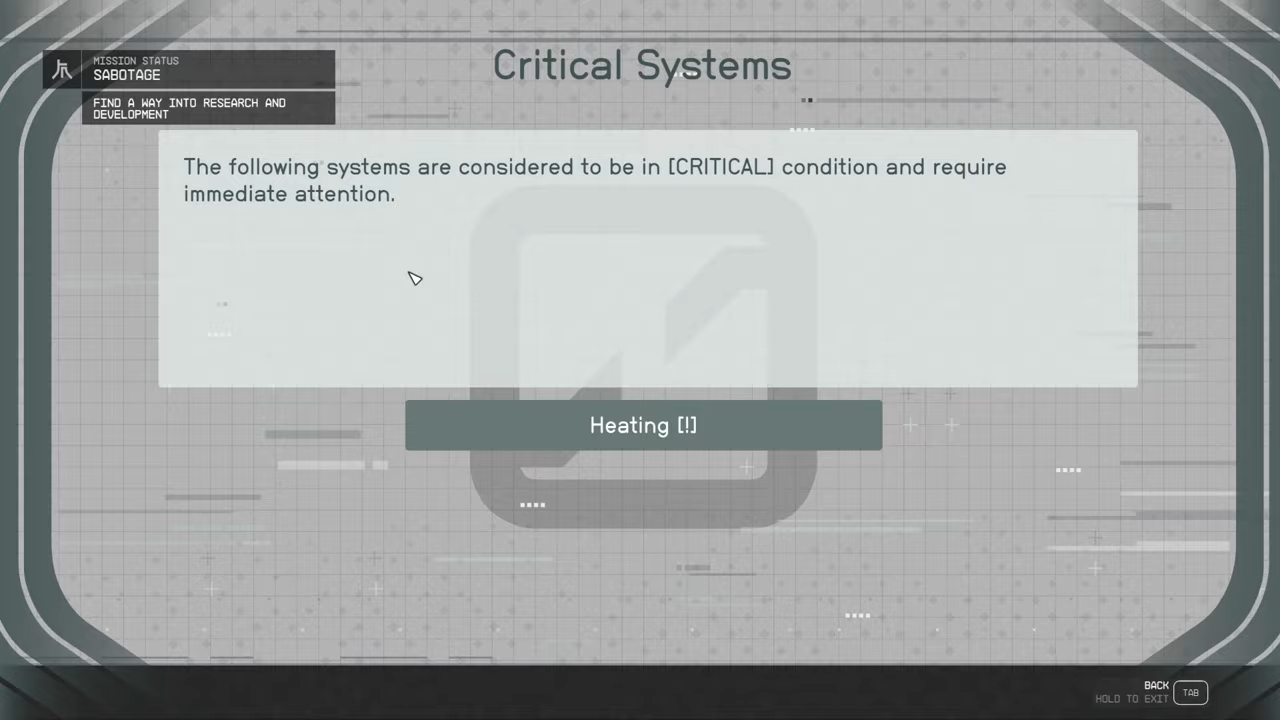 Critical Systems
MISSION STATUS
SABOTAGE
FIND A WAY INTO RESEARCH AND
DEVELOPMENT
The following systems are considered to be in [CRITICAL] condition and require
immediate attention.
Heating [!]
BACK
HOLD TO EXIT
TAB